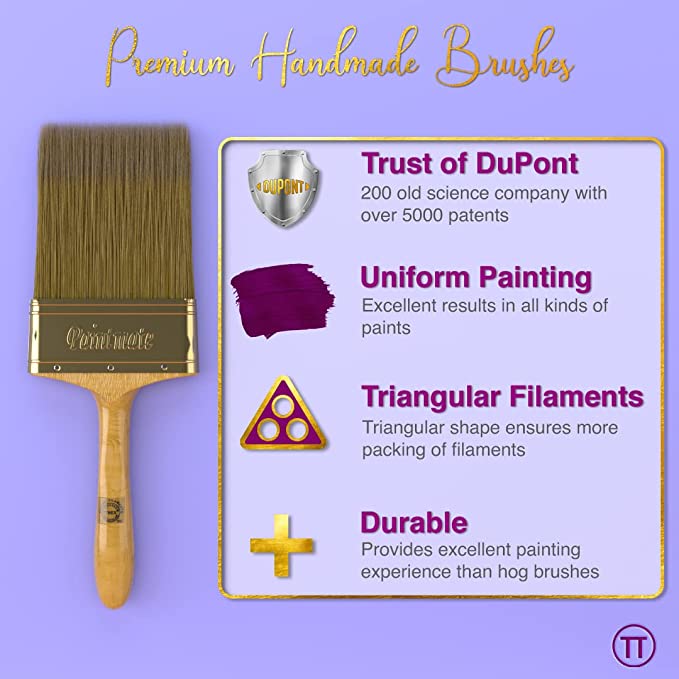 Premium Handmade Brushes
DUPONT
Trust of DuPont
200 old science company with
over 5000 patents
Uniform Painting
Excellent results in all kinds of
paints
Triangular Filaments
Triangular shape ensures more
packing of filaments
Durable
Provides excellent painting
experience than hog brushes
TT